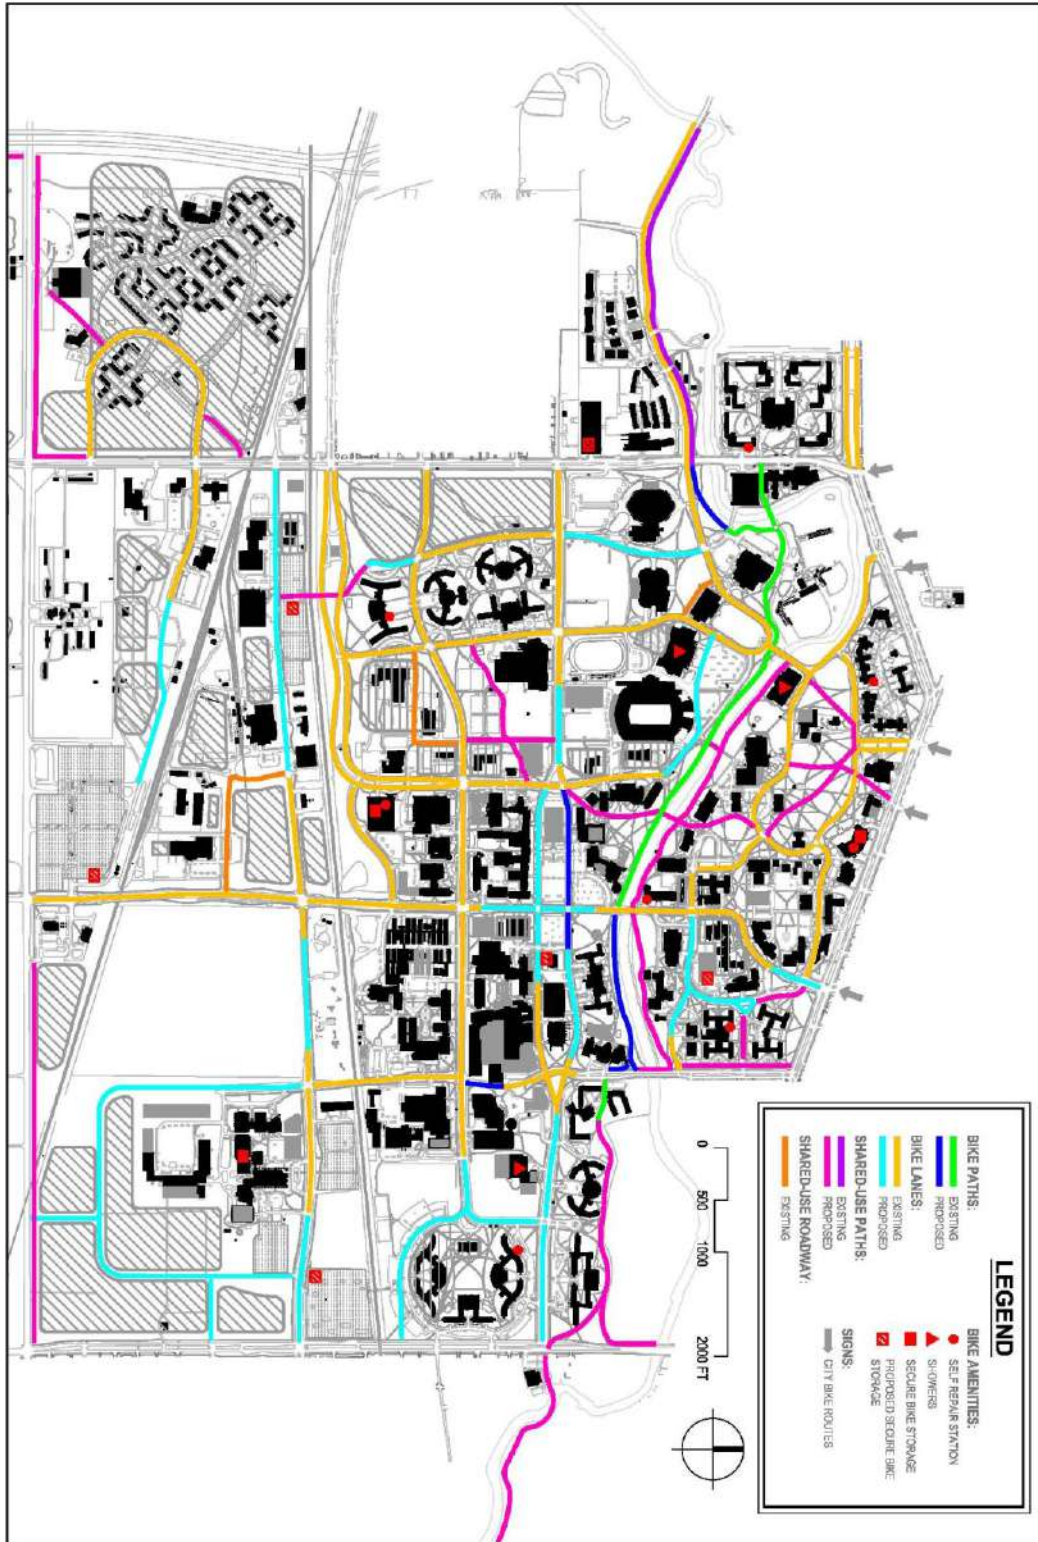 LEGEND
BIKE PATHS:
EXISTING
PROPOSED
BIKE LANES:
EXISTING
PROPOSED
SHARED-USE PATHS:
EXISTING
PROPOSED
SHARED-USE ROADWAY:
EXISTING
BIKE AMENITIES:
SELF REPAIR STATION
SHOWERS
SECURE BIKE STORAGE
PROPOSED SECURE BIKE
STORAGE
SIGNS:
CITY BIKE ROUTES
0
500
1000
2000 FT